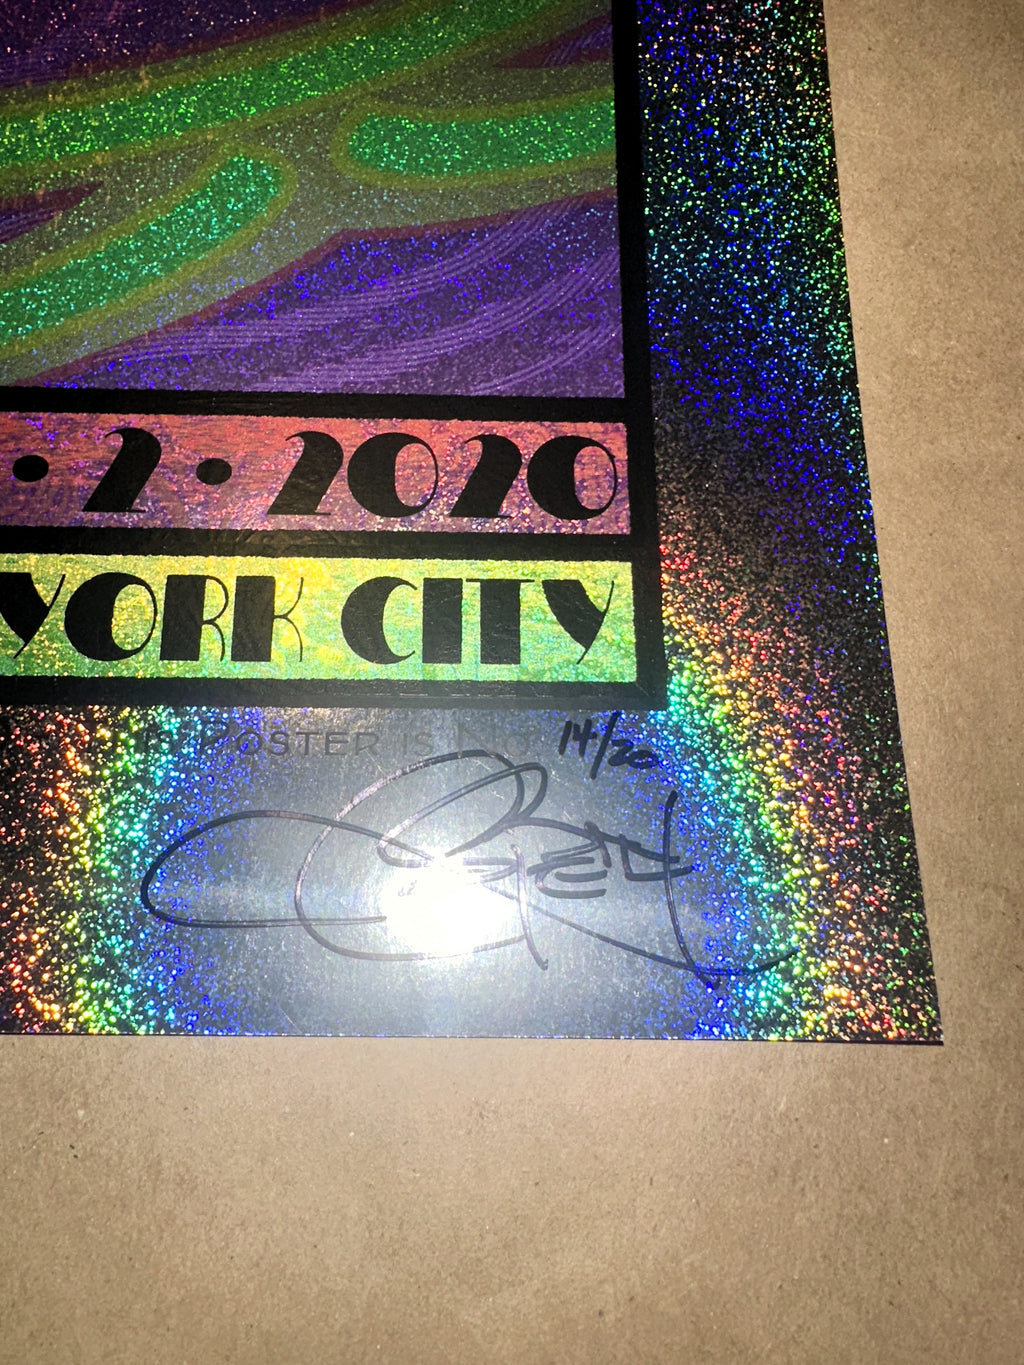 • 2 • 2020
YORK CITY
Poster is
14/20